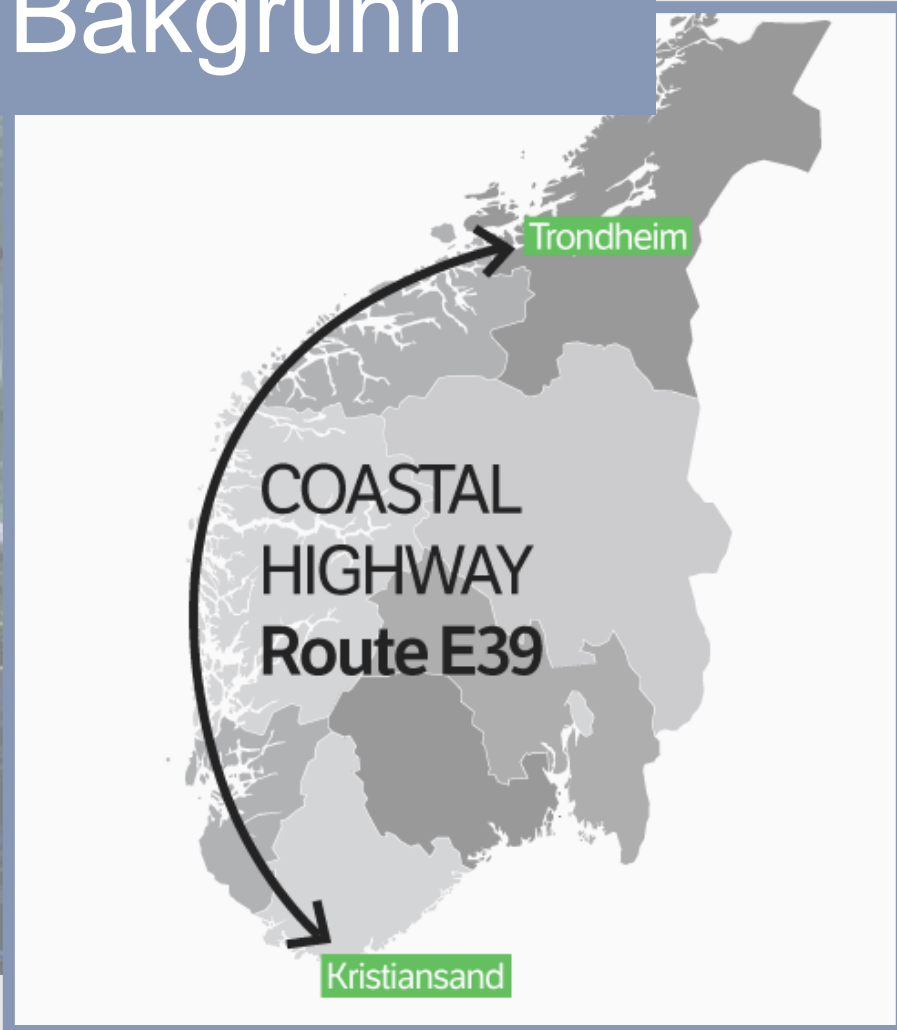 Bakgrunn
Trondheim
COASTAL
HIGHWAY
Route E39
Kristiansand